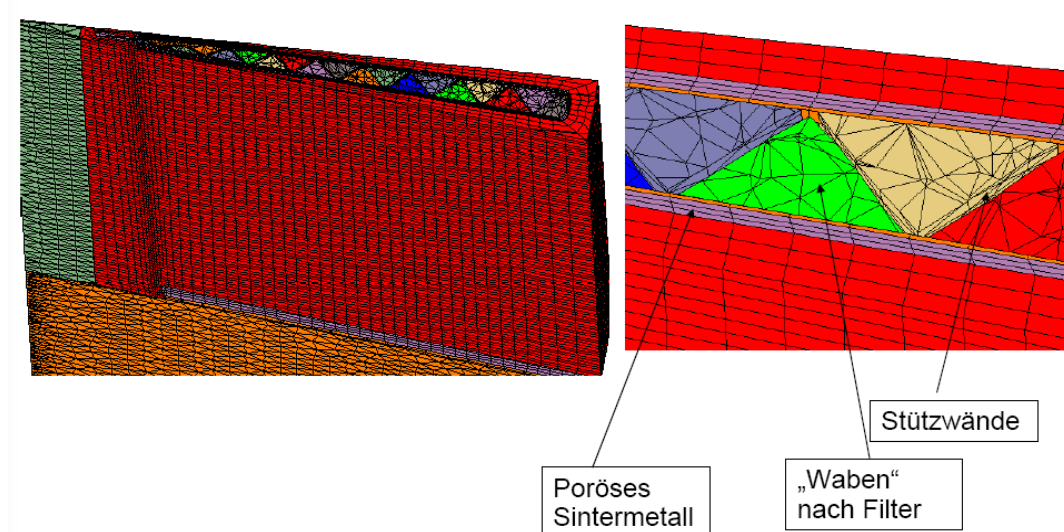 Stützwände
„Waben“
nach Filter
Poröses
Sintermetall